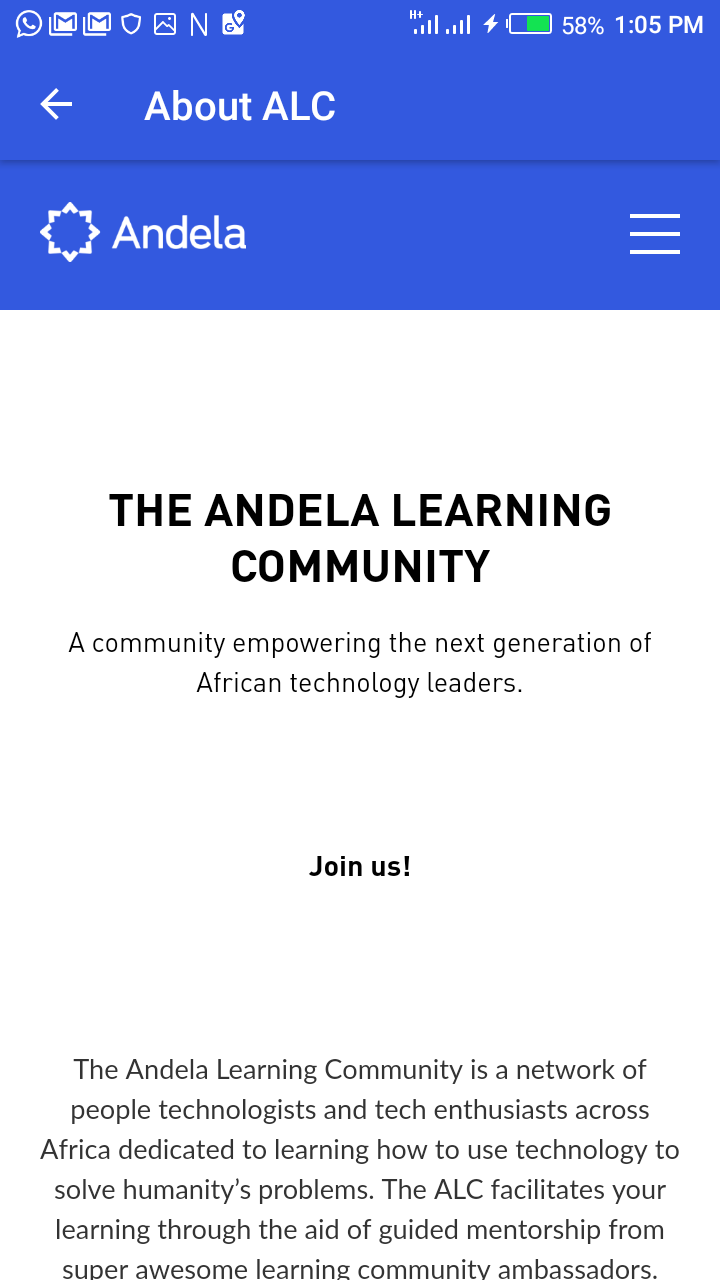 H+ 58% 1:05 PM
About ALC
Andela
THE ANDELA LEARNING
COMMUNITY
A community empowering the next generation of
African technology leaders.
Join us!
The Andela Learning Community is a network of
people technologists and tech enthusiasts across
Africa dedicated to learning how to use technology to
solve humanity’s problems. The ALC facilitates your
learning through the aid of guided mentorship from
super awesome learning community ambassadors.